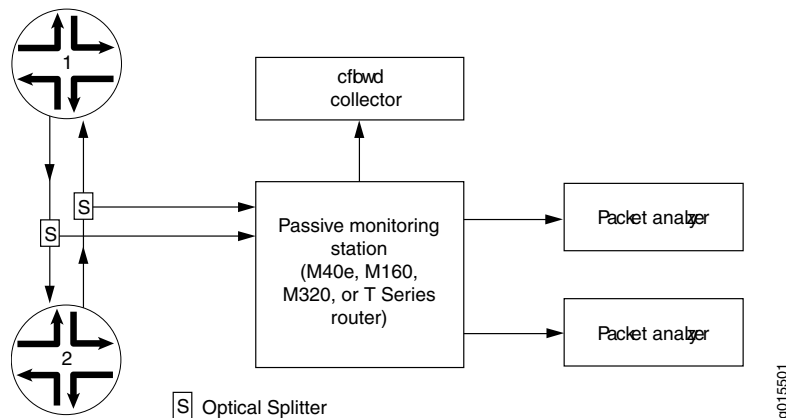 1
cfbwd
collector
S
S
Passive monitoring
station
(M40e, M160,
M320, or T Series
router)
Packet analyzer
Packet analyzer
2
S Optical Splitter
g015501